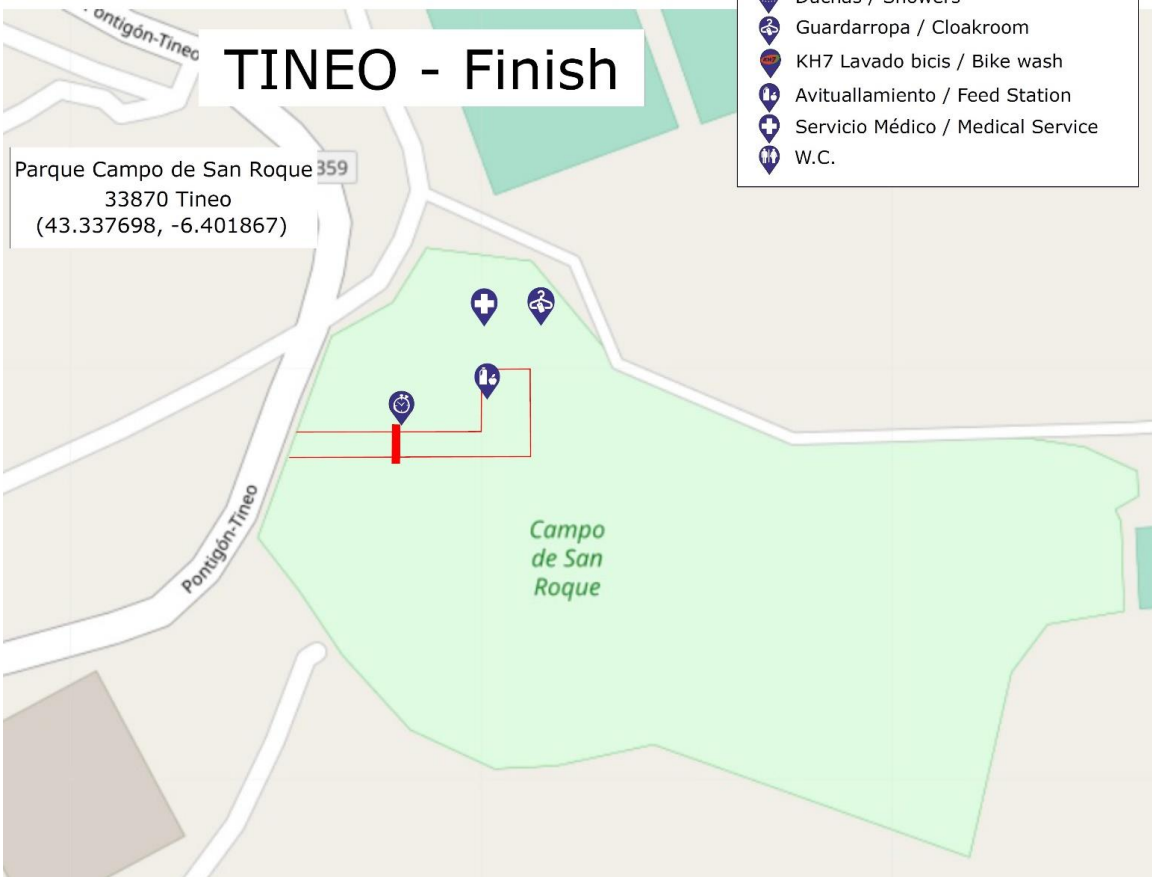 Pontigón-Tineo
TINEO - Finish
Duchas / Showers
Guardarropa / Cloakroom
KH7 Lavado bicis / Bike wash
Avituallamiento / Feed Station
Servicio Médico / Medical Service
W.C.
Parque Campo de San Roque
359
33870 Tineo
(43.337698, -6.401867)
Pontigón-Tineo
Campo
de San
Roque